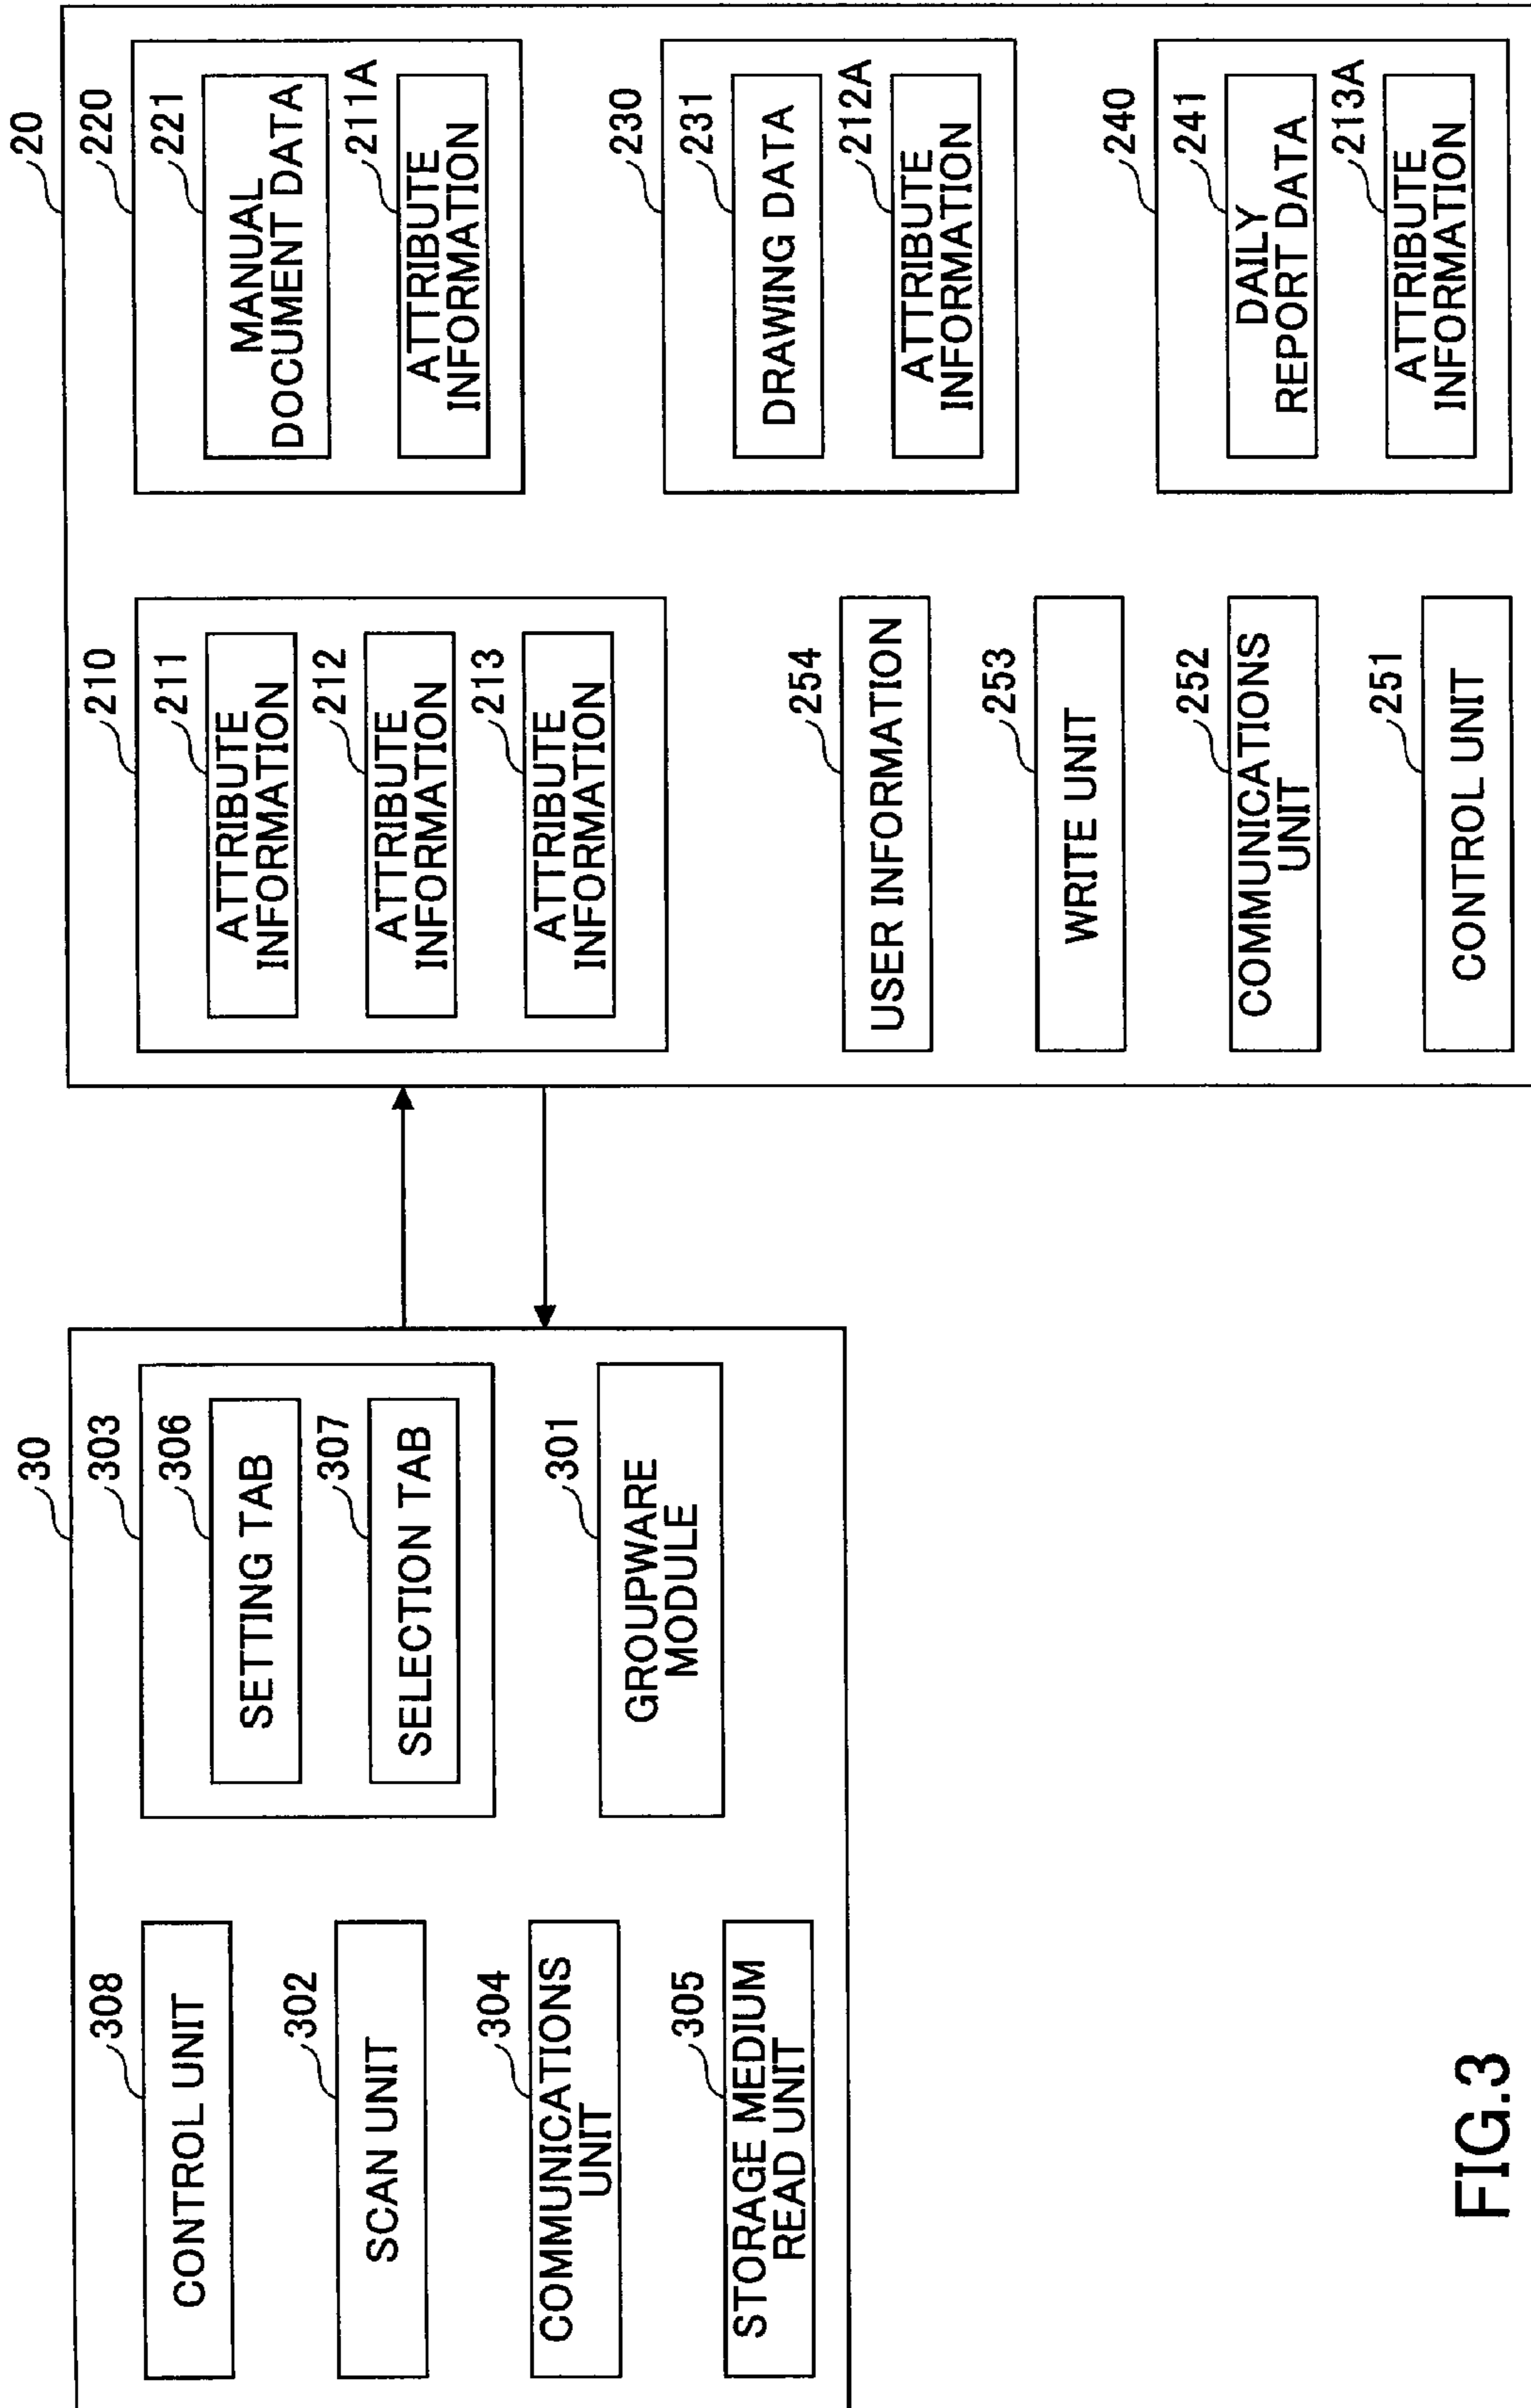 FIG.3
30
308
CONTROL UNIT
302
SCAN UNIT
304
COMMUNICATIONS
UNIT
305
STORAGE MEDIUM
READ UNIT
303
306
SETTING TAB
307
SELECTION TAB
301
GROUPWARE
MODULE
20
210
211
ATTRIBUTE
INFORMATION
212
ATTRIBUTE
INFORMATION
213
ATTRIBUTE
INFORMATION
254
USER INFORMATION
253
WRITE UNIT
252
COMMUNICATIONS
UNIT
251
CONTROL UNIT
220
221
MANUAL
DOCUMENT DATA
211A
ATTRIBUTE
INFORMATION
230
231
DRAWING DATA
212A
ATTRIBUTE
INFORMATION
240
241
DAILY
REPORT DATA
213A
ATTRIBUTE
INFORMATION